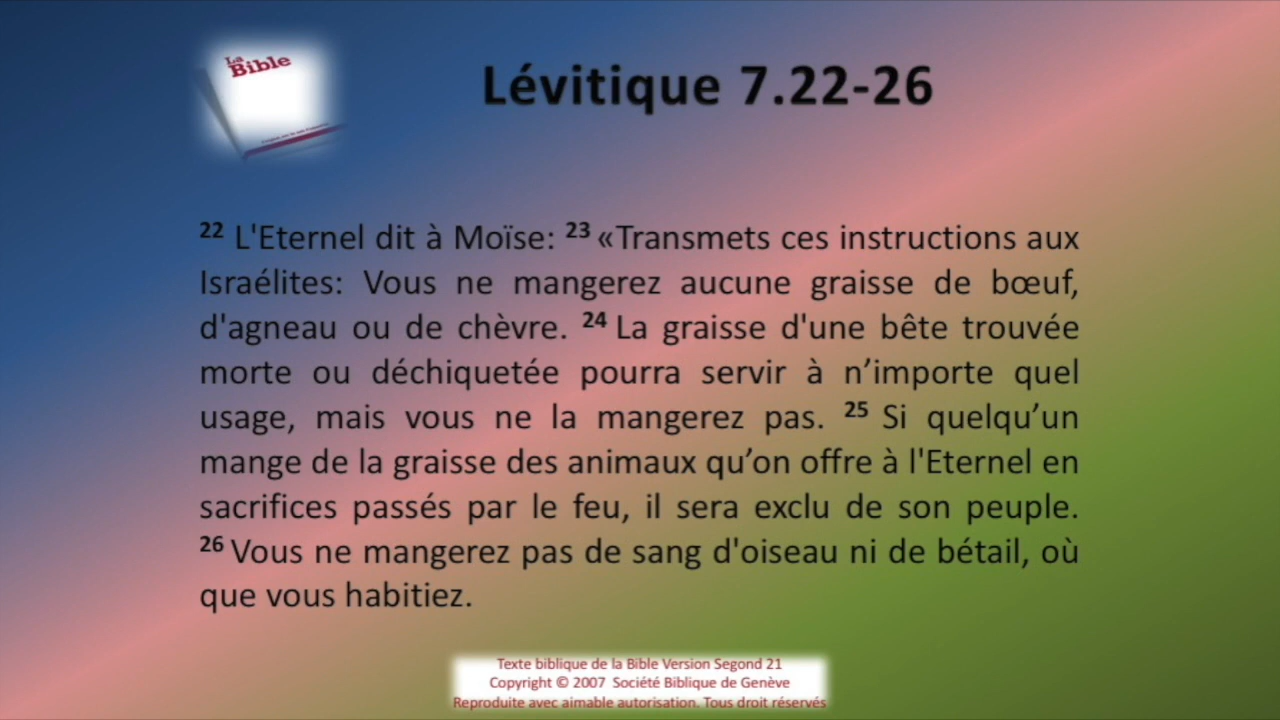 La
Bible
Lévitique 7.22-26
22 L'Eternel dit à Moïse: 23 «Transmets ces instructions aux
Israélites: Vous ne mangerez aucune graisse de bœuf,
d'agneau ou de chèvre. 24 La graisse d'une bête trouvée
morte ou déchiquetée pourra servir à n’importe quel
usage, mais vous ne la mangerez pas. 25 Si quelqu’un
mange de la graisse des animaux qu’on offre à l'Eternel en
sacrifices passés par le feu, il sera exclu de son peuple.
26 Vous ne mangerez pas de sang d'oiseau ni de bétail, où
que vous habitiez.
Texte biblique de la Bible Version Segond 21
Copyright © 2007 Société Biblique de Genève
Reproduite avec aimable autorisation. Tous droit réservés